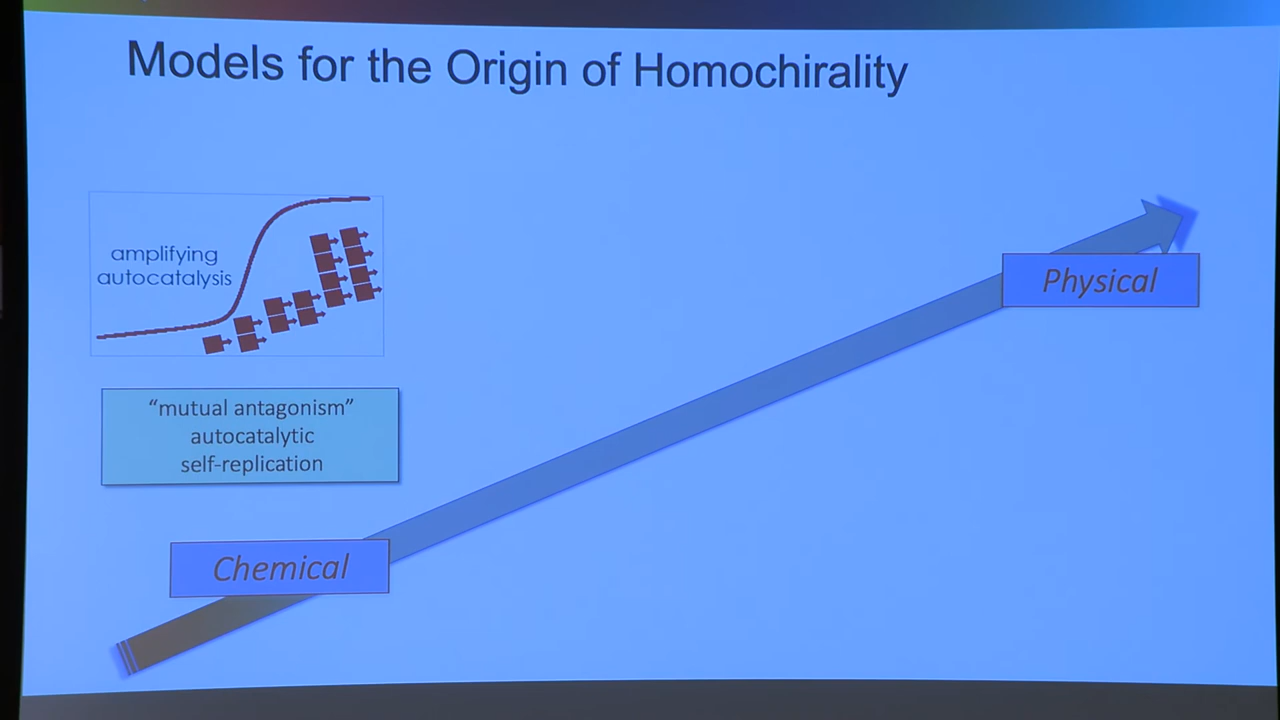 Models for the Origin of Homochirality
amplifying
autocatalysis
“mutual antagonism”
autocatalytic
self-replication
Physical
Chemical